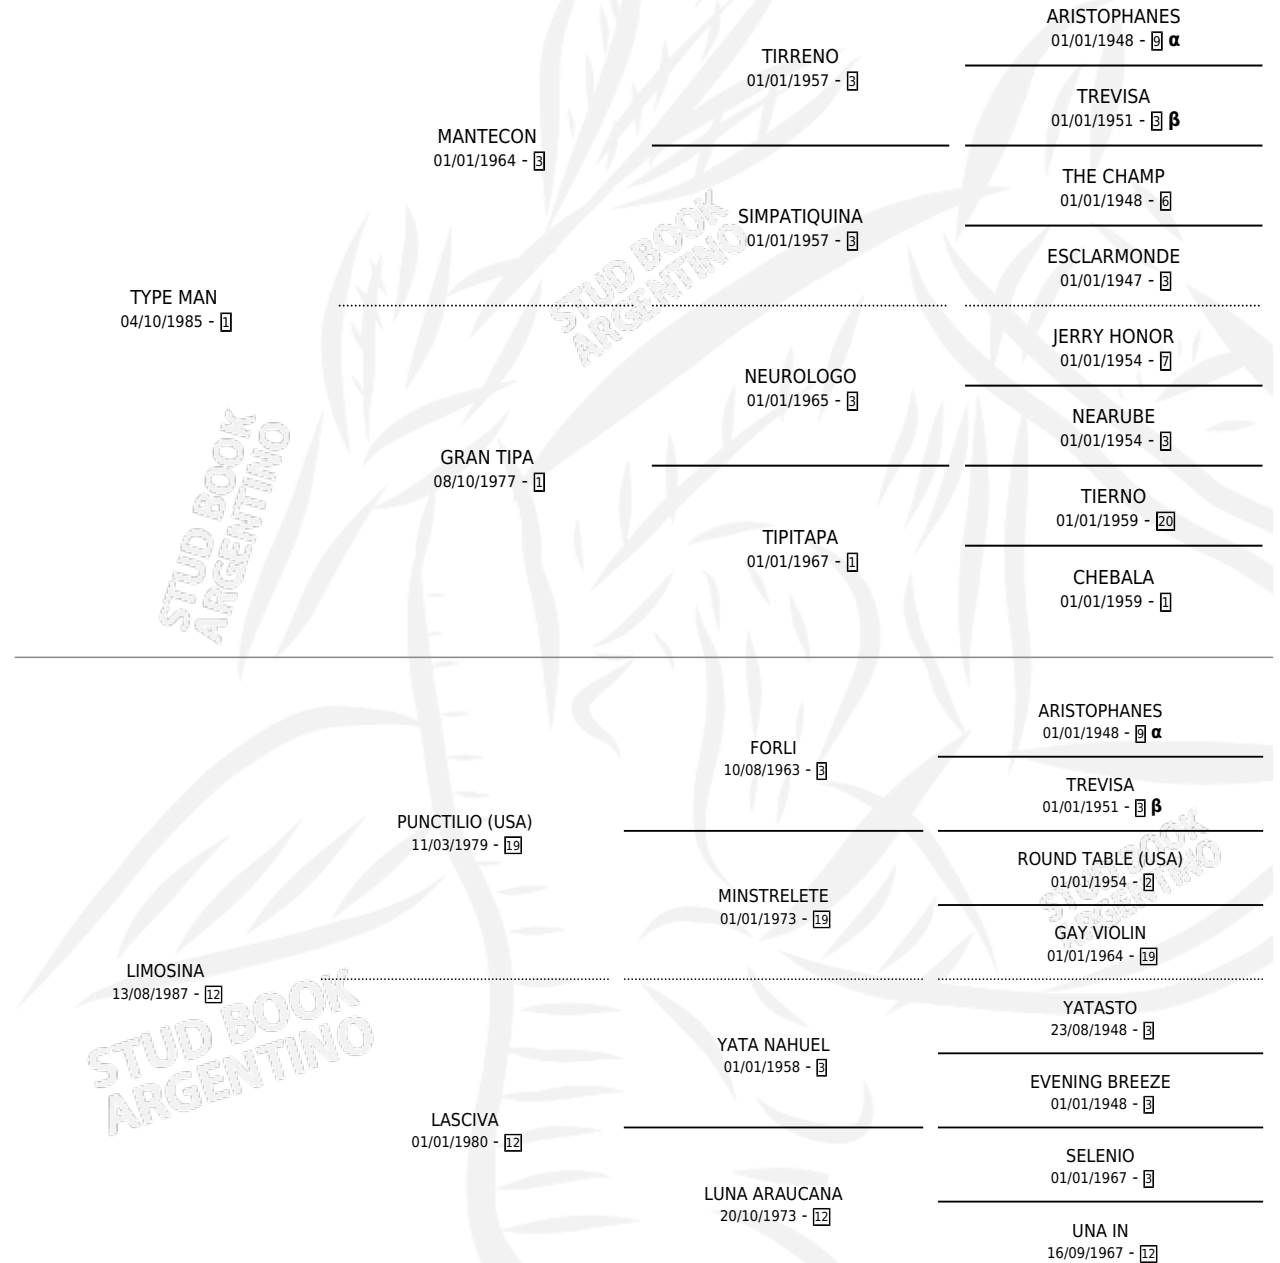 ARISTOPHANES
01/01/1948 - 9 α
TIRRENO
01/01/1957 - 3
TREVISA
01/01/1951 - 3 β
MANTECON
01/01/1964 - 3
THE CHAMP
01/01/1948 - 6
SIMPATIQUINA
01/01/1957 - 3
ESCLARMONDE
01/01/1947 - 3
TYPE MAN
04/10/1985 - 1
JERRY HONOR
01/01/1954 - 7
NEUROLOGO
01/01/1965 - 3
NEARUBE
01/01/1954 - 3
GRAN TIPA
08/10/1977 - 1
TIERNO
01/01/1959 - 20
TIPITAPA
01/01/1967 - 1
CHEBALA
01/01/1959 - 1
ARISTOPHANES
01/01/1948 - 9 α
FORLI
10/08/1963 - 3
TREVISA
01/01/1951 - 3 β
PUNCTILIO (USA)
11/03/1979 - 19
ROUND TABLE (USA)
01/01/1954 - 2
MINSTRELETE
01/01/1973 - 19
GAY VIOLIN
01/01/1964 - 19
LIMOSINA
13/08/1987 - 12
YATASTO
23/08/1948 - 3
YATA NAHUEL
01/01/1958 - 3
EVENING BREEZE
01/01/1948 - 3
LASCIVA
01/01/1980 - 12
SELENIO
01/01/1967 - 3
LUNA ARAUCANA
20/10/1973 - 12
UNA IN
16/09/1967 - 12
STUD BOOK
ARGENTINO
STUD BOOK
ARGENTINO
STUD BOOK
ARGENTINO
STUD BOOK
ARGENTINO